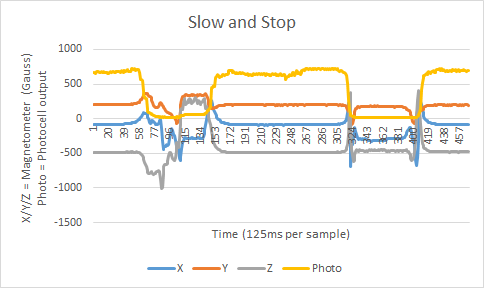 Slow and Stop
X/Y/Z = Magnetometer (Gauss)
Photo = Photocell output
1000
500
0
-500
-1000
-1500
1 20 39 58 77 96 115 134 153 172 191 210 229 248 267 286 305 324 343 362 381 400 419 438 457
Time (125ms per sample)
X Y Z Photo